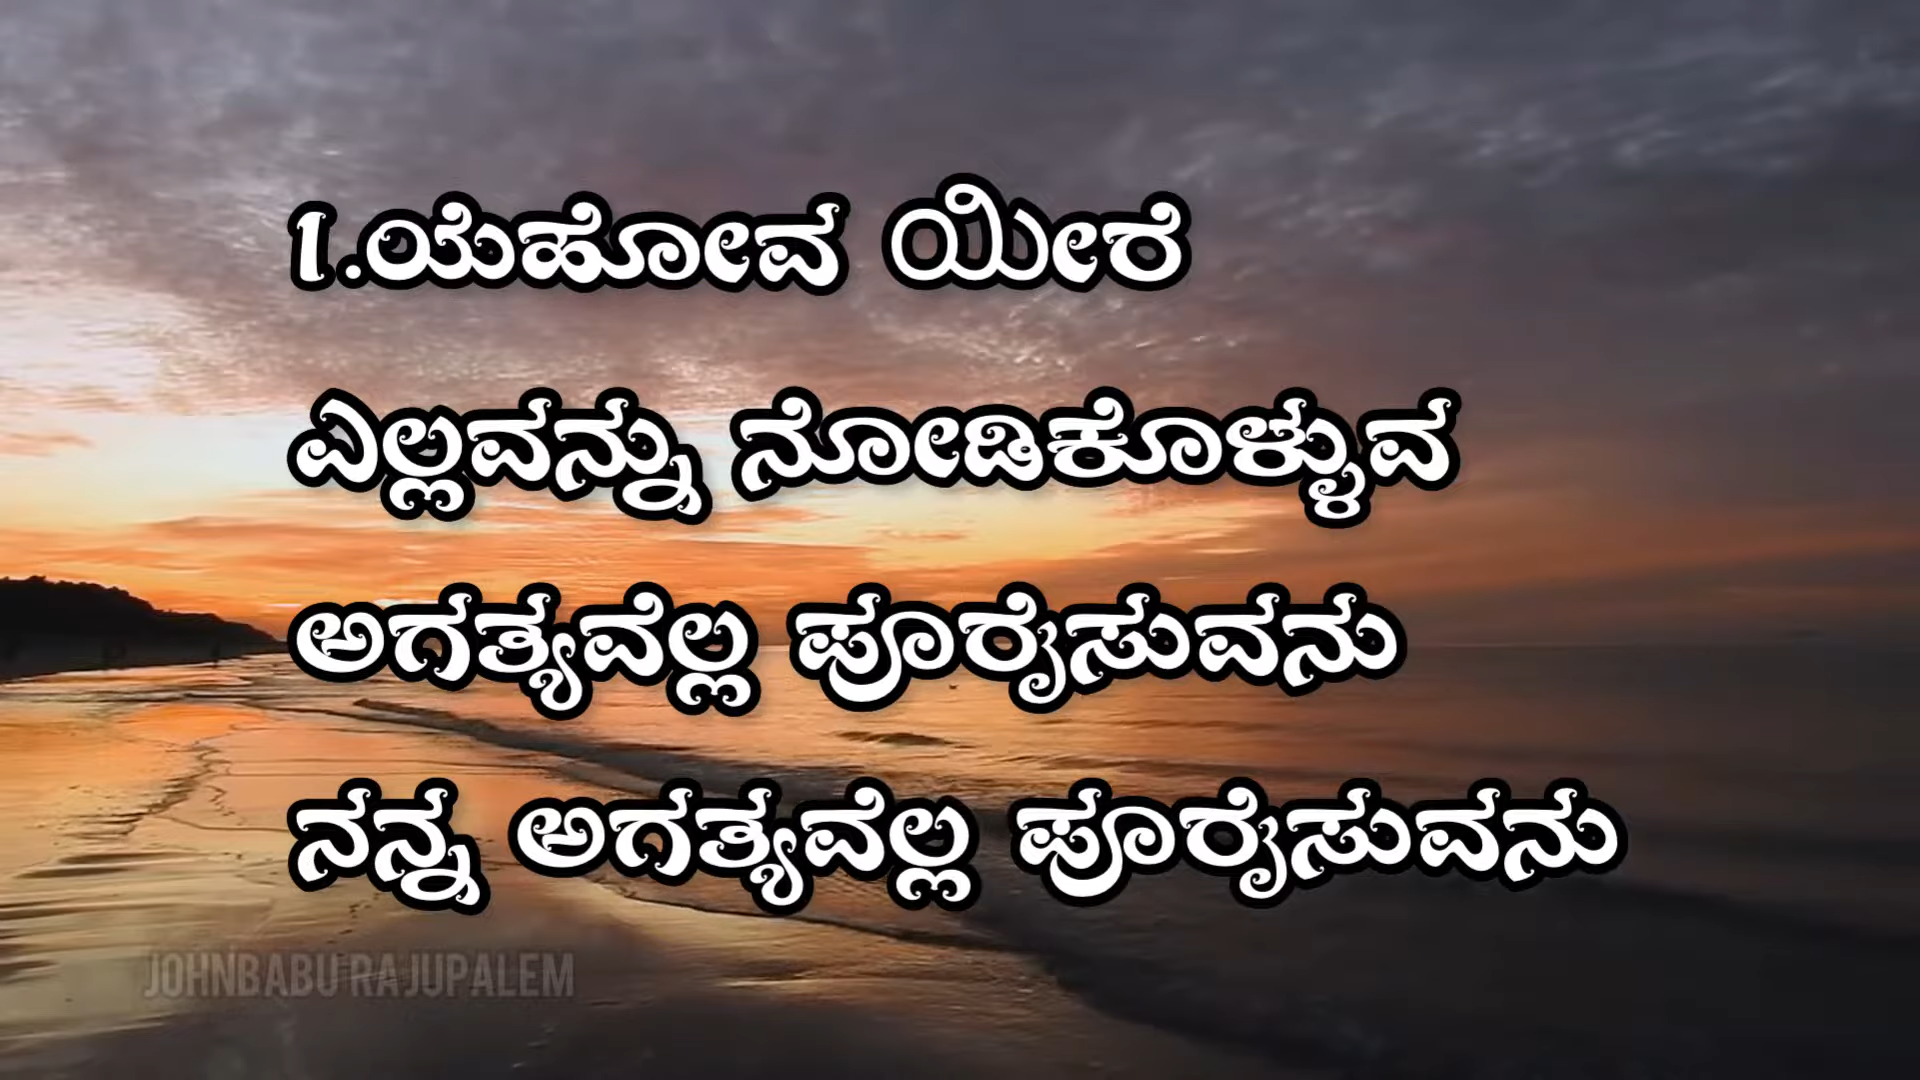 1.ಯೆಹೋವ ಯೀರೆ
ಎಲ್ಲವನ್ನು ನೋಡಿಕೊಳ್ಳುವ
ಅಗತ್ಯವೆಲ್ಲ ಪೂರೈಸುವನು
ನನ್ನ ಅಗತ್ಯವೆಲ್ಲ ಪೂರೈಸುವನು
JOHNBABU RAJUPALEM